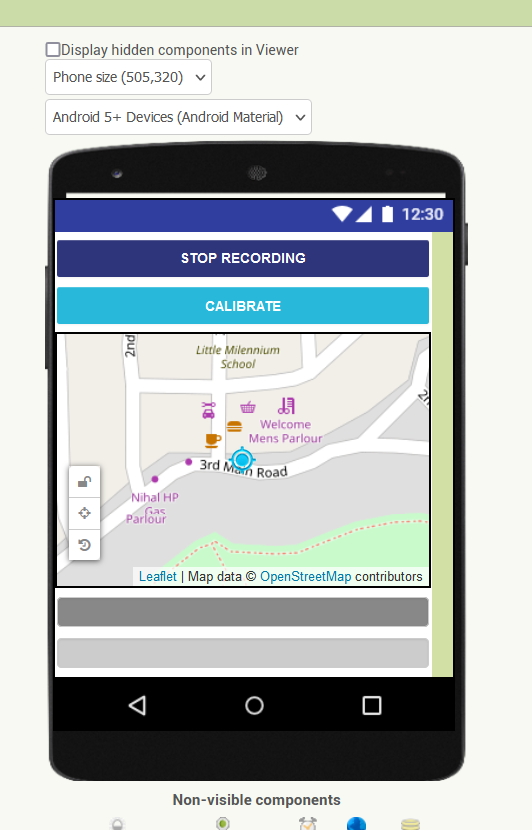 Display hidden components in Viewer
Phone size (505,320)
Android 5+ Devices (Android Material)
12:30
STOP RECORDING
CALIBRATE
2nd
Little Milennium
School
2n
Welcome
Mens Parlour
3rd Main Road
Nihal HP
Gas
Parlour
Leaflet | Map data © OpenStreetMap contributors
Non-visible components